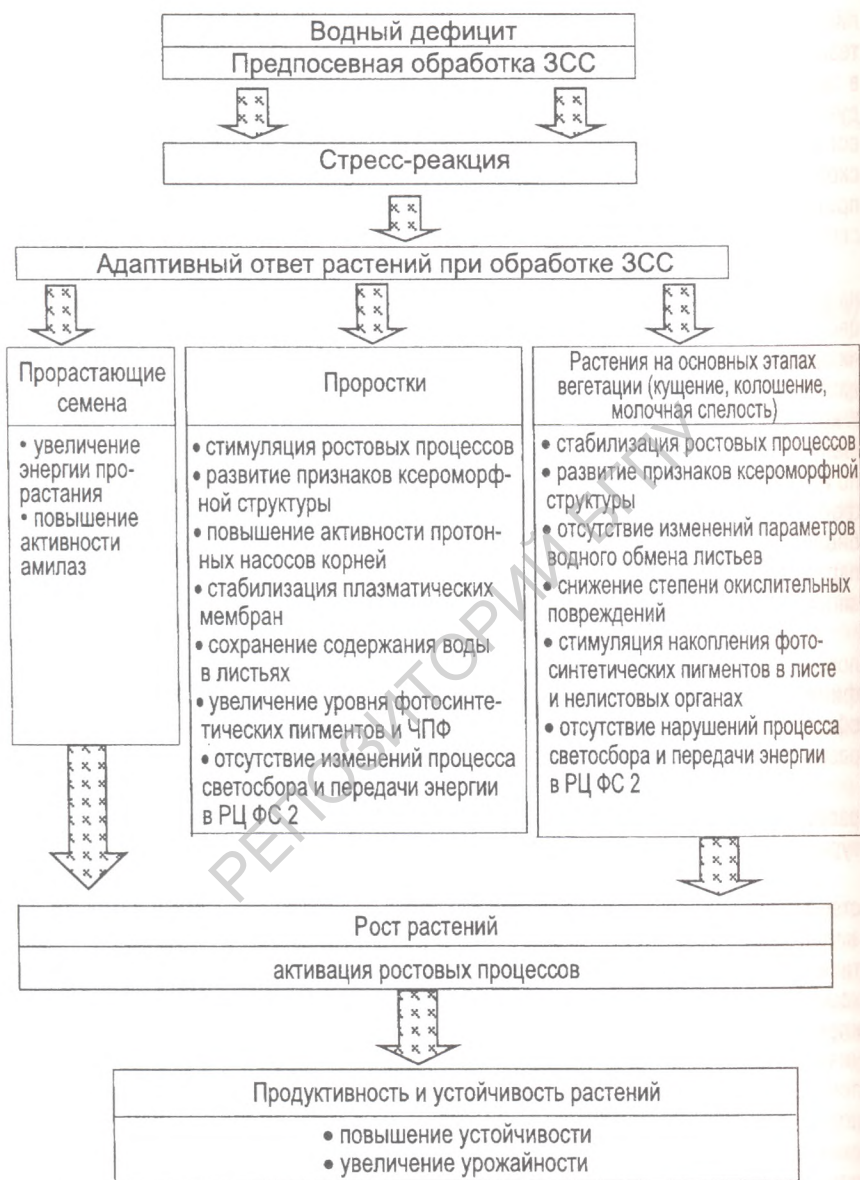 Водный дефицит
Предпосевная обработка ЗСС
Стресс-реакция
Адаптивный ответ растений при обработке ЗСС
Прорастающие
семена
• увеличение
энергии про-
растания
• повышение
активности
амилаз
Проростки
• стимуляция ростовых процессов
• развитие признаков ксероморф-
ной структуры
• повышение активности протон-
ных насосов корней
• стабилизация плазматических
мембран
• сохранение содержания воды
в листьях
• увеличение уровня фотосинте-
тических пигментов и ЧПФ
• отсутствие изменений процесса
светосбора и передачи энергии
в РЦ ФС 2
Растения на основных этапах
вегетации (кущение, колошение,
молочная спелость)
• стабилизация ростовых процессов
• развитие признаков ксероморфной
структуры
• отсутствие изменений параметров
водного обмена листьев
• снижение степени окислительных
повреждений
• стимуляция накопления фото-
синтетических пигментов в листе
и нелистовых органах
• отсутствие нарушений процесса
светосбора и передачи энергии
в РЦ ФС 2
Рост растений
активация ростовых процессов
Продуктивность и устойчивость растений
• повышение устойчивости
• увеличение урожайности
РЕПОЗИТОРИЙ БГПУ